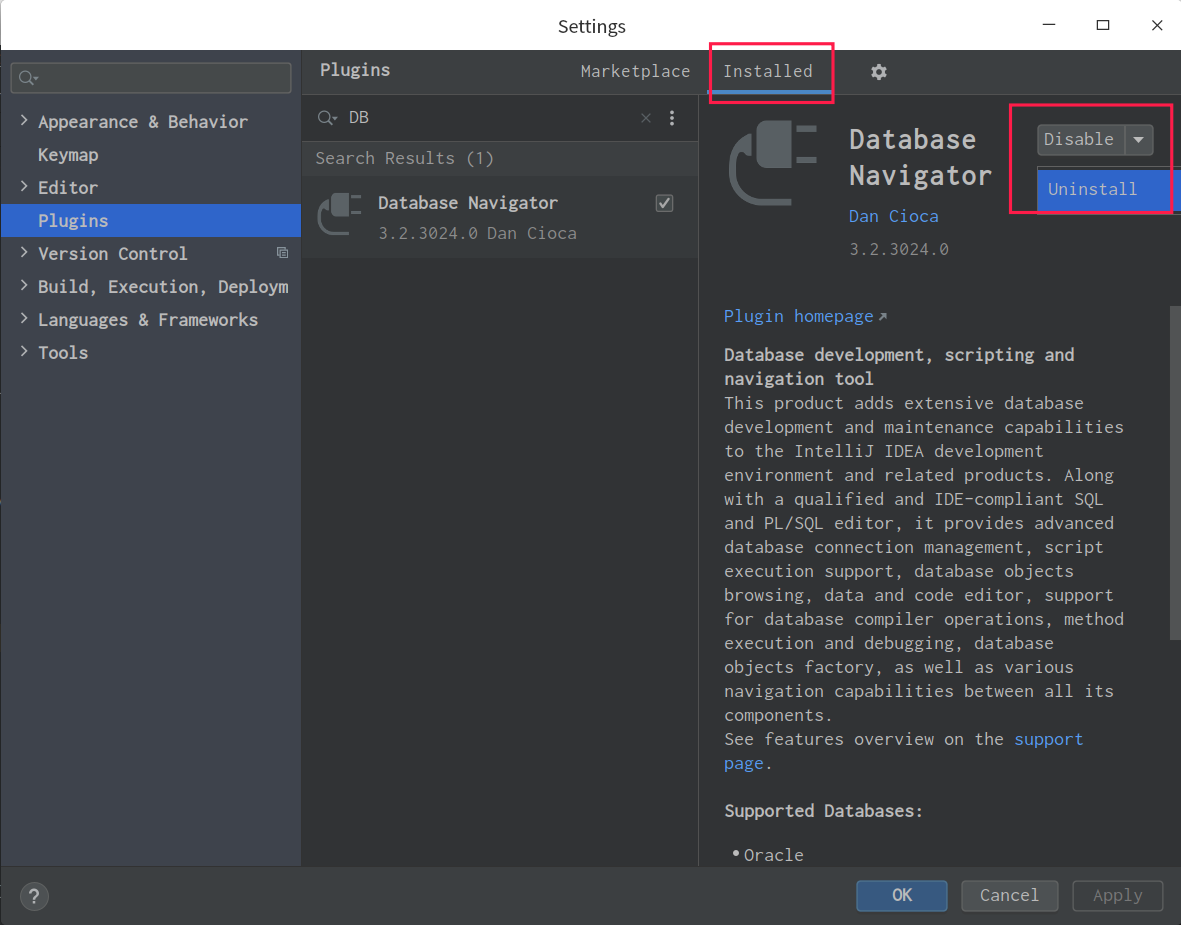 Settings
Plugins
Marketplace
Installed
DB
Appearance & Behavior
Keymap
Editor
Plugins
Version Control
Build, Execution, Deploym
Languages & Frameworks
Tools
Search Results (1)
Database Navigator
3.2.3024.0 Dan Cioca
Database
Navigator
Disable
Uninstall
Dan Cioca
3.2.3024.0
Plugin homepage↗
Database development, scripting and
navigation tool
This product adds extensive database
development and maintenance capabilities
to the IntelliJ IDEA development
environment and related products. Along
with a qualified and IDE-compliant SQL
and PL/SQL editor, it provides advanced
database connection management, script
execution support, database objects
browsing, data and code editor, support
for database compiler operations, method
execution and debugging, database
objects factory, as well as various
navigation capabilities between all its
components.
See features overview on the support
page.
Supported Databases:
•Oracle
?
OK
Cancel
Apply